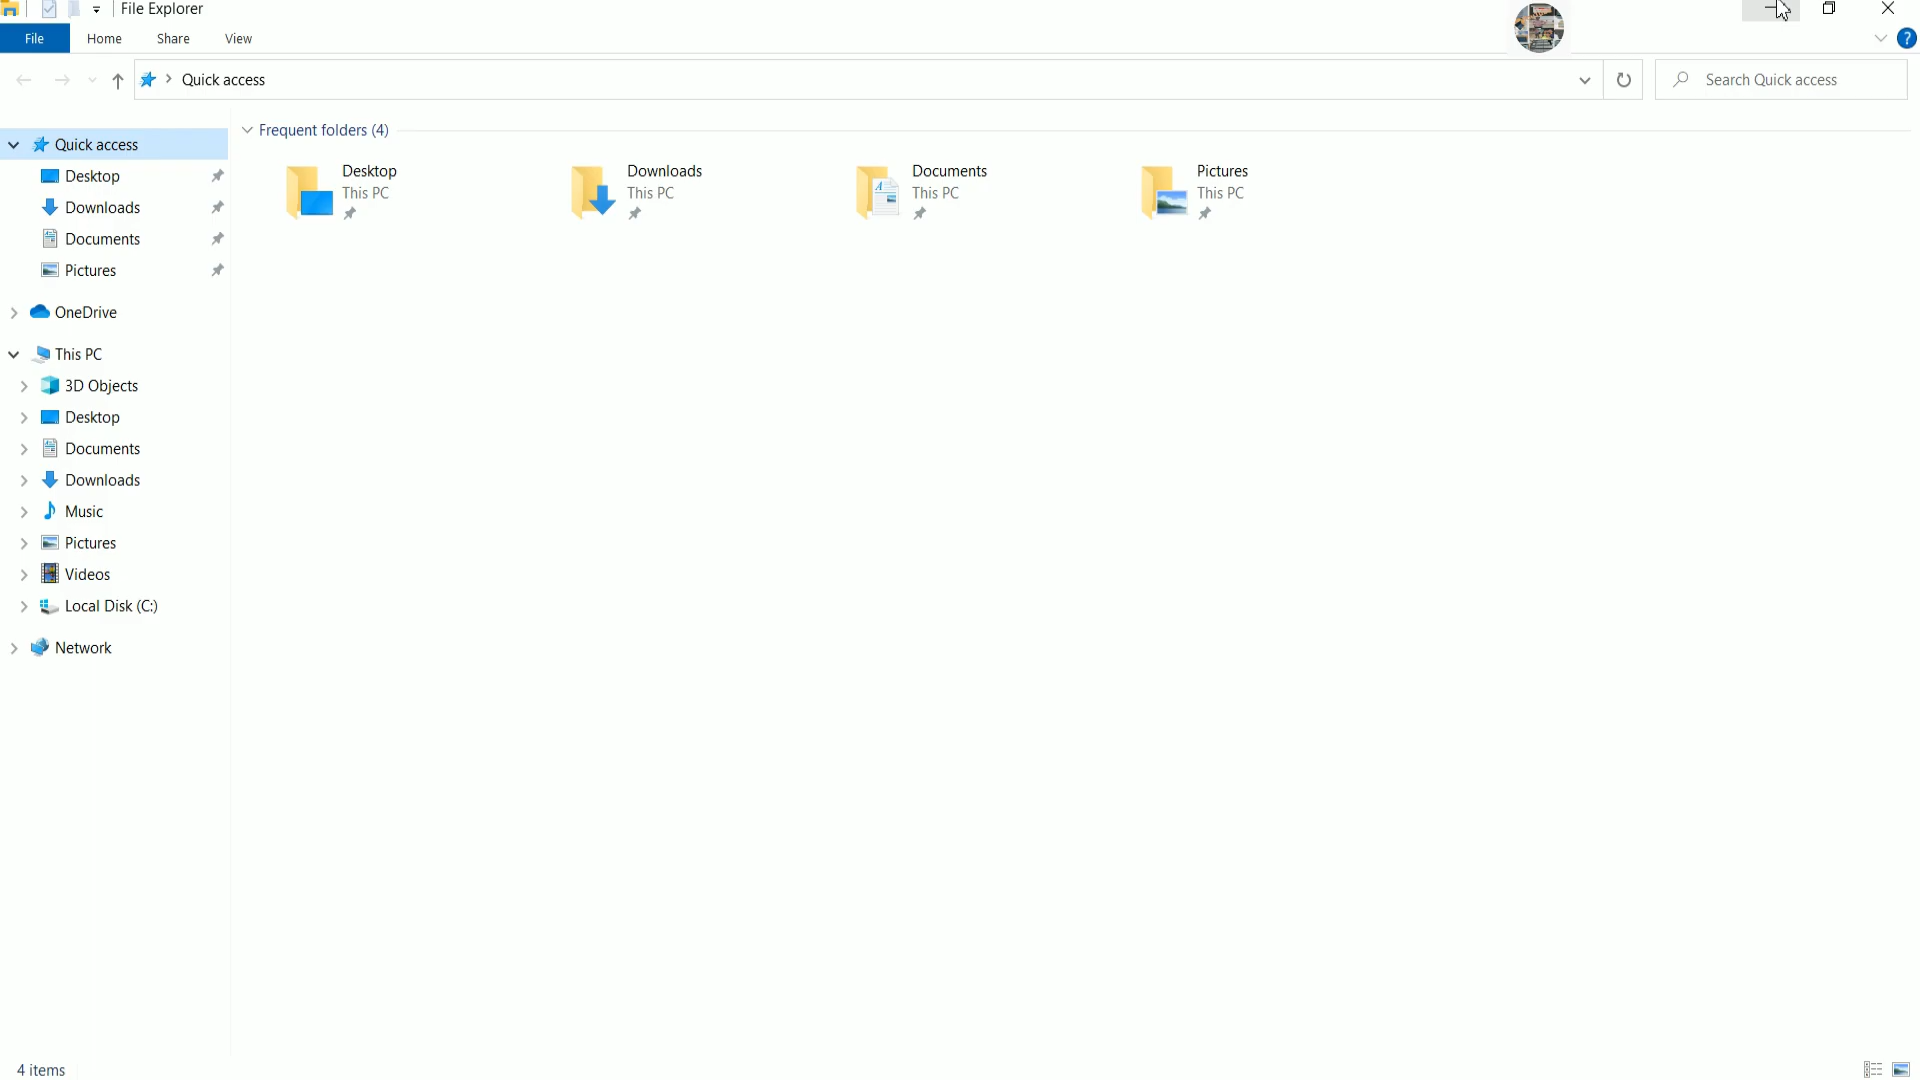 File Explorer
File Home Share View
?
Quick access
Search Quick access
Frequent folders (4)
Desktop
This PC
Downloads
This PC
Documents
This PC
Pictures
This PC
Quick access
Desktop
Downloads
Documents
Pictures
OneDrive
This PC
3D Objects
Desktop
Documents
Downloads
Music
Pictures
Videos
Local Disk (C:)
Network
4 items